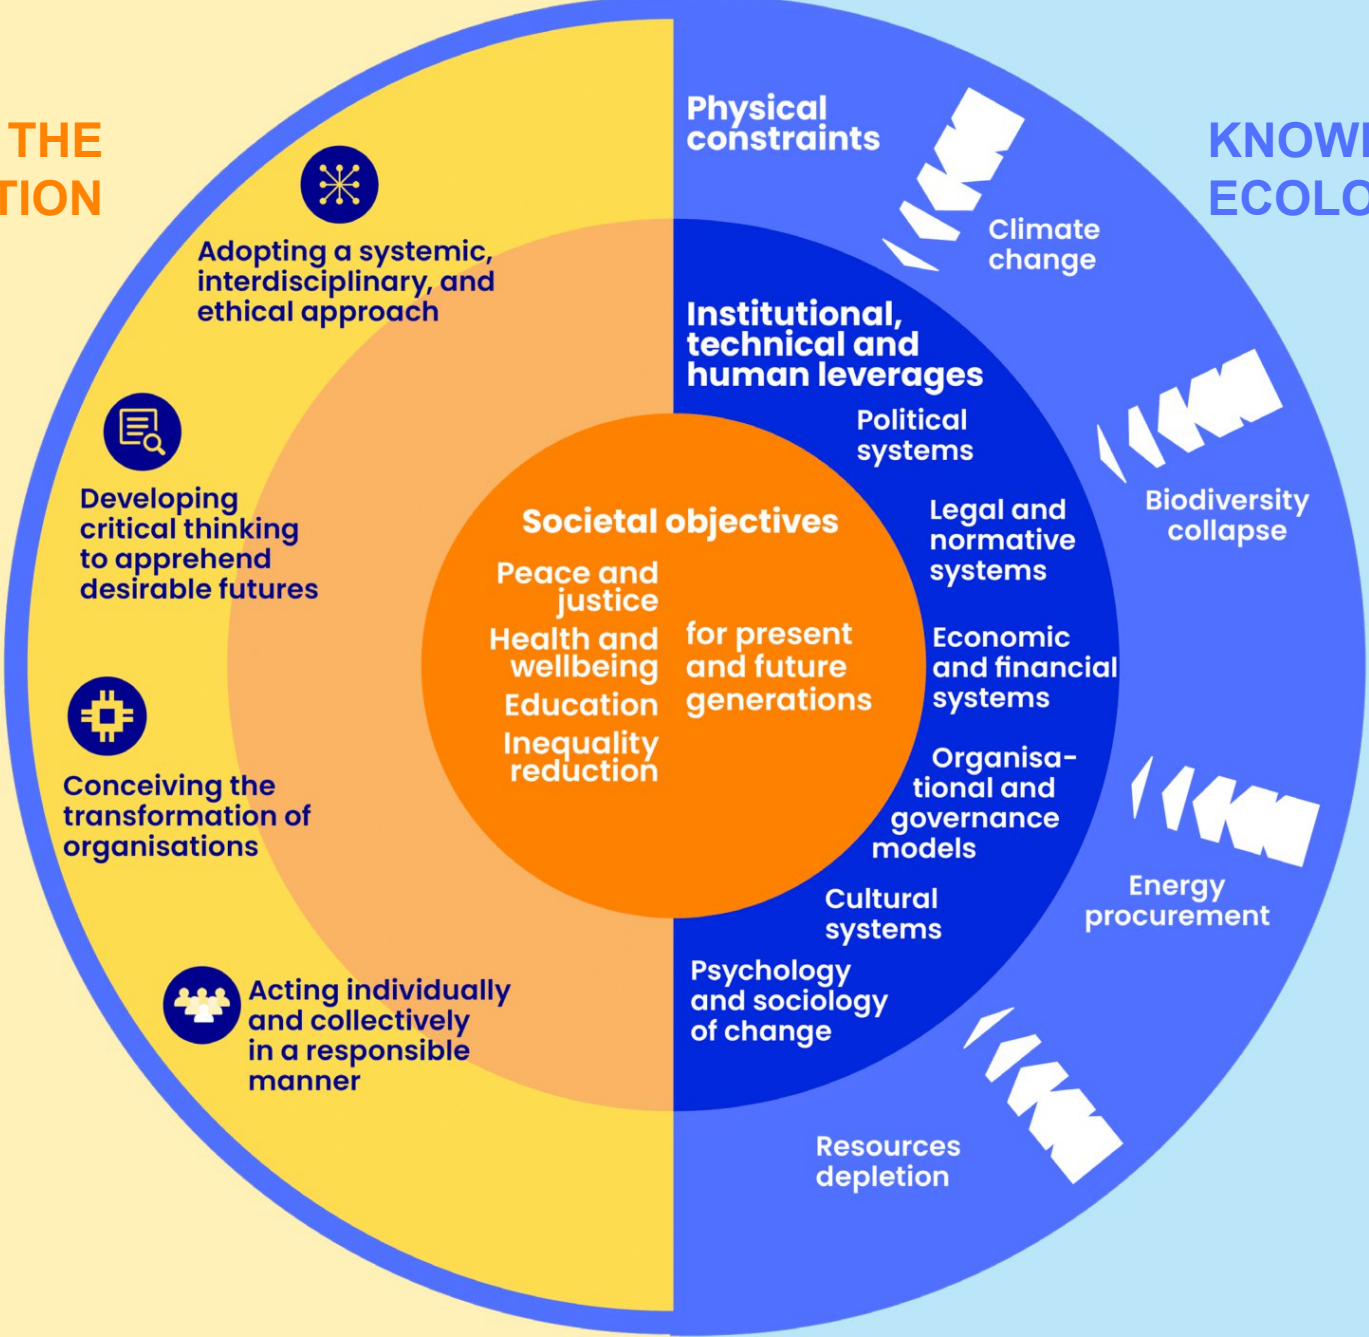 THE
TION
KNOWL
ECOLO
Adopting a systemic,
interdisciplinary, and
ethical approach
Developing
critical thinking
to apprehend
desirable futures
Conceiving the
transformation of
organisations
Acting individually
and collectively
in a responsible
manner
Societal objectives
Peace and
justice
Health and
wellbeing
Education
Inequality
reduction
for present
and future
generations
Institutional,
technical and
human leverages
Political
systems
Legal and
normative
systems
Economic
and financial
systems
Organisa-
tional and
governance
models
Cultural
systems
Psychology
and sociology
of change
Physical
constraints
Climate
change
Biodiversity
collapse
Energy
procurement
Resources
depletion